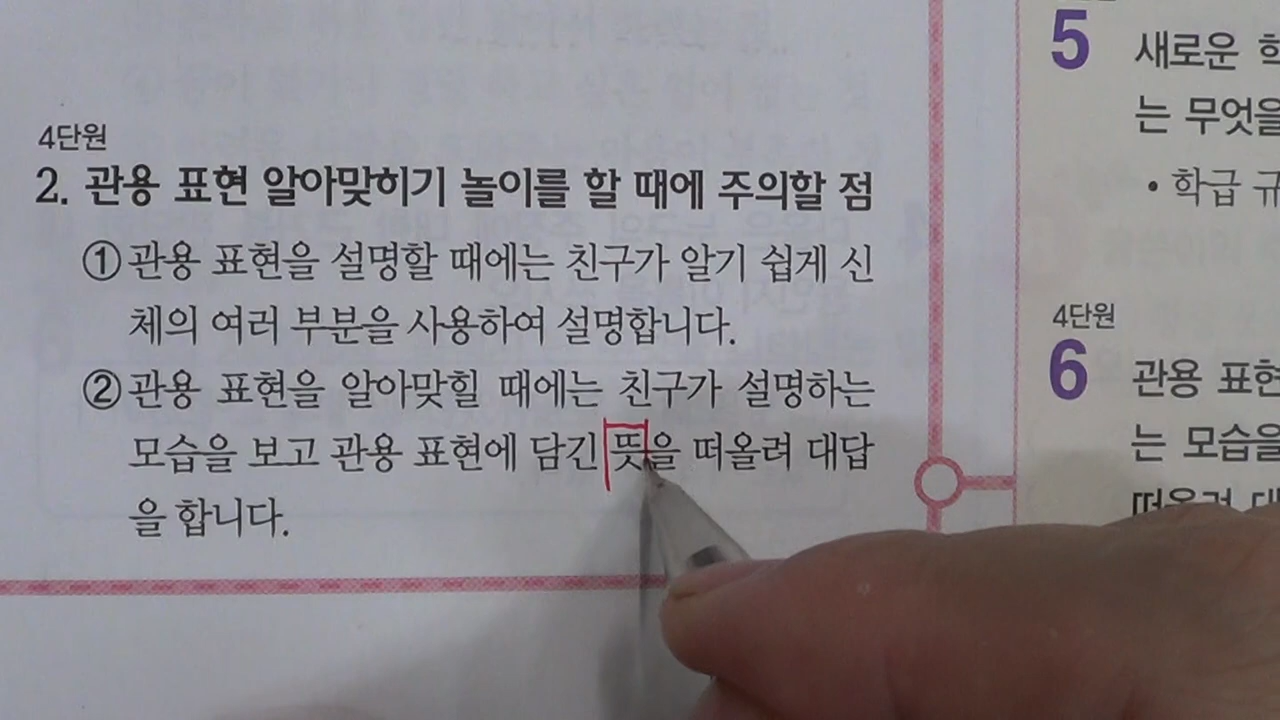 4단원
2. 관용 표현 알아맞히기 놀이를 할 때에 주의할 점
① 관용 표현을 설명할 때에는 친구가 알기 쉽게 신
체의 여러 부분을 사용하여 설명합니다.
② 관용 표현을 알아맞힐 때에는 친구가 설명하는
모습을 보고 관용 표현에 담긴 뜻을 떠올려 대답
을 합니다.
5 새로운
는 무엇을
• 학급 규
4단원
6 관용 표현
는 모습을
떠올려 대